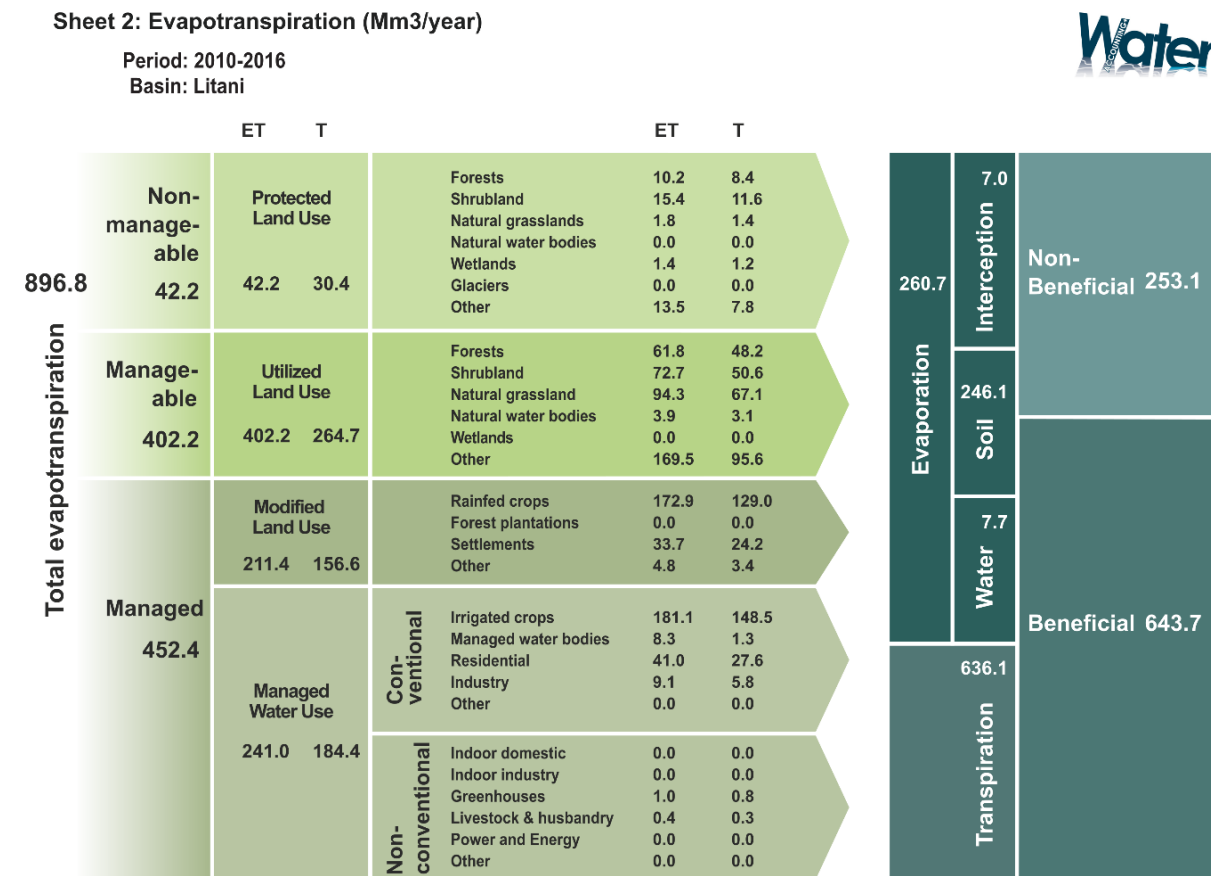 Sheet 2: Evapotranspiration (Mm3/year)
Period: 2010-2016
Basin: Litani
Water
ACCOUNTING+
ET T
ET T
Total evapotranspiration
896.8
Non-
manage-
able
42.2
Protected
Land Use
42.2 30.4
Forests 10.2 8.4
Shrubland 15.4 11.6
Natural grasslands 1.8 1.4
Natural water bodies 0.0 0.0
Wetlands 1.4 1.2
Glaciers 0.0 0.0
Other 13.5 7.8
Manage-
able
402.2
Utilized
Land Use
402.2 264.7
Forests 61.8 48.2
Shrubland 72.7 50.6
Natural grassland 94.3 67.1
Natural water bodies 3.9 3.1
Wetlands 0.0 0.0
Other 169.5 95.6
Managed
452.4
Modified
Land Use
211.4 156.6
Rainfed crops 172.9 129.0
Forest plantations 0.0 0.0
Settlements 33.7 24.2
Other 4.8 3.4
Managed
Water Use
241.0 184.4
Con-
ventional
Irrigated crops 181.1 148.5
Managed water bodies 8.3 1.3
Residential 41.0 27.6
Industry 9.1 5.8
Other 0.0 0.0
Non-
conventional
Indoor domestic 0.0 0.0
Indoor industry 0.0 0.0
Greenhouses 1.0 0.8
Livestock & husbandry 0.4 0.3
Power and Energy 0.0 0.0
Other 0.0 0.0
260.7
Evaporation
7.0
Interception
246.1
Soil
7.7
Water
636.1
Transpiration
Non-
Beneficial 253.1
Beneficial 643.7